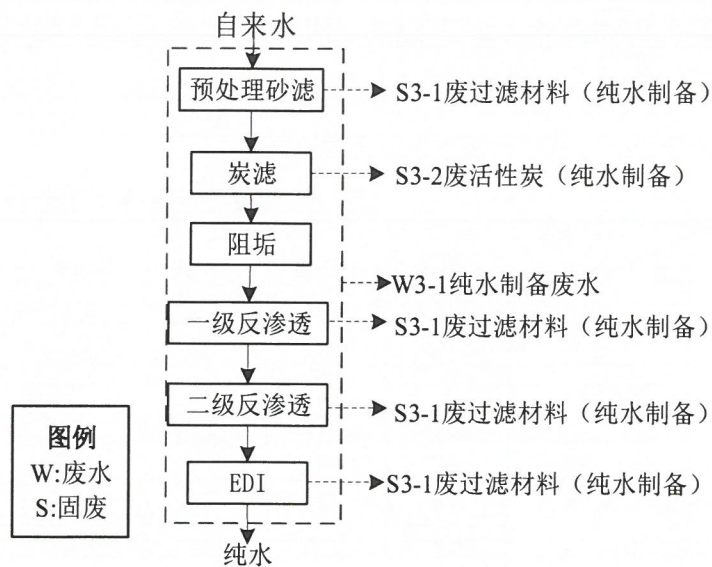 自来水
预处理砂滤
S3-1废过滤材料（纯水制备）
炭滤
S3-2废活性炭（纯水制备）
阻垢
W3-1纯水制备废水
一级反渗透
S3-1废过滤材料（纯水制备）
二级反渗透
S3-1废过滤材料（纯水制备）
图例
W:废水
S:固废
EDI
S3-1废过滤材料（纯水制备）
纯水